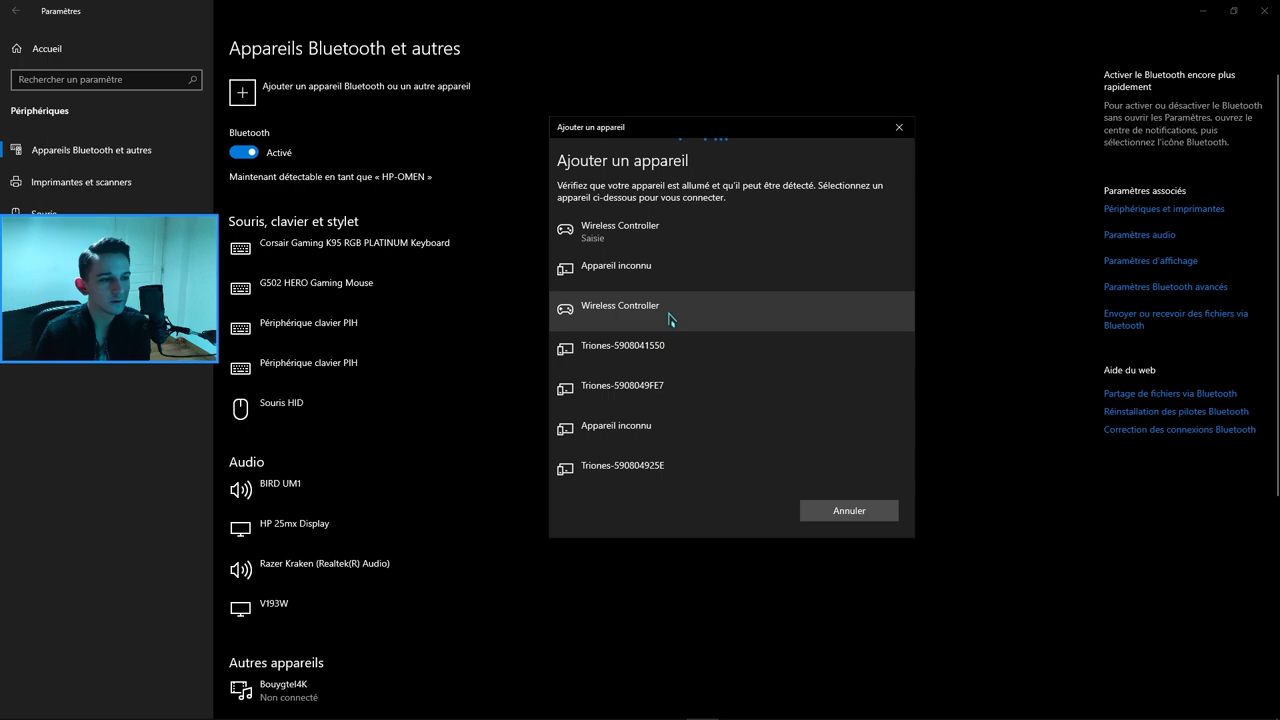 Paramètres
Accueil
Rechercher un paramètre
Périphériques
Appareils Bluetooth et autres
Imprimantes et scanners
Souris
Appareils Bluetooth et autres
Ajouter un appareil Bluetooth ou un autre appareil
Bluetooth
Activé
Maintenant détectable en tant que « HP-OMEN »
Souris, clavier et stylet
Corsair Gaming K95 RGB PLATINUM Keyboard
G502 HERO Gaming Mouse
Périphérique clavier PIH
Périphérique clavier PIH
Souris HID
Audio
BIRD UM1
HP 25mx Display
Razer Kraken (Realtek(R) Audio)
V193W
Autres appareils
Bouygtel4K
Non connecté
Ajouter un appareil
Ajouter un appareil
Vérifiez que votre appareil est allumé et qu'il peut être détecté. Sélectionnez un
appareil ci-dessous pour vous connecter.
Wireless Controller
Saisie
Appareil inconnu
Wireless Controller
Triones-5908041550
Triones-5908049FE7
Appareil inconnu
Triones-590804925E
Annuler
Activer le Bluetooth encore plus
rapidement
Pour activer ou désactiver le Bluetooth
sans ouvrir les Paramètres, ouvrez le
centre de notifications, puis
sélectionnez l'icône Bluetooth.
Paramètres associés
Périphériques et imprimantes
Paramètres audio
Paramètres d'affichage
Paramètres Bluetooth avancés
Envoyer ou recevoir des fichiers via
Bluetooth
Aide du web
Partage de fichiers via Bluetooth
Réinstallation des pilotes Bluetooth
Correction des connexions Bluetooth